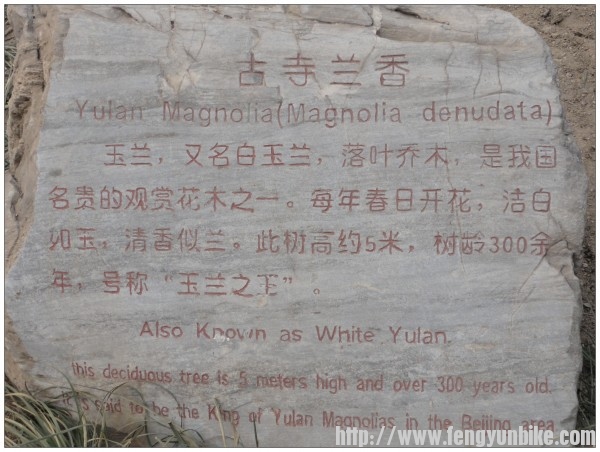 古寺兰香
Yulan Magnolia(Magnolia denudata)
玉兰，又名白玉兰，落叶乔木，是我国
名贵的观赏花木之一。每年春日开花，洁白
如玉，清香似兰。此树高约5米，树龄300余
年，号称“玉兰之王”。
Also Known as White Yulan.
This deciduous tree is 5 meters high and over 300 years old.
It is said to be the King of Yulan Magnolias in the Beijing area
http://www.fengyunbike.com/